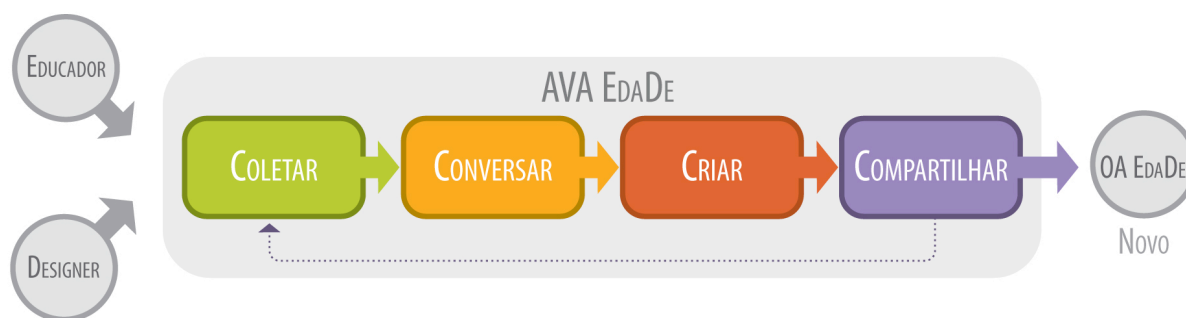 Educador
AVA EdaDe
Coletar
Conversar
Criar
Compartilhar
OA EdaDe
Novo
Designer